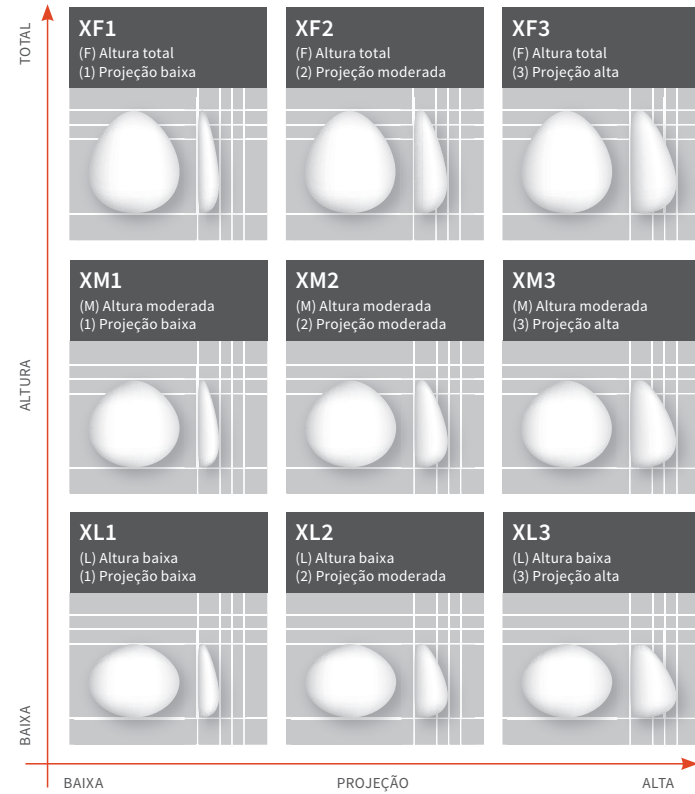 TOTAL
XF1
(F) Altura total
(1) Projeção baixa
XF2
(F) Altura total
(2) Projeção moderada
XF3
(F) Altura total
(3) Projeção alta
ALTURA
XM1
(M) Altura moderada
(1) Projeção baixa
XM2
(M) Altura moderada
(2) Projeção moderada
XM3
(M) Altura moderada
(3) Projeção alta
XL1
(L) Altura baixa
(1) Projeção baixa
XL2
(L) Altura baixa
(2) Projeção moderada
XL3
(L) Altura baixa
(3) Projeção alta
BAIXA
BAIXA
PROJEÇÃO
ALTA